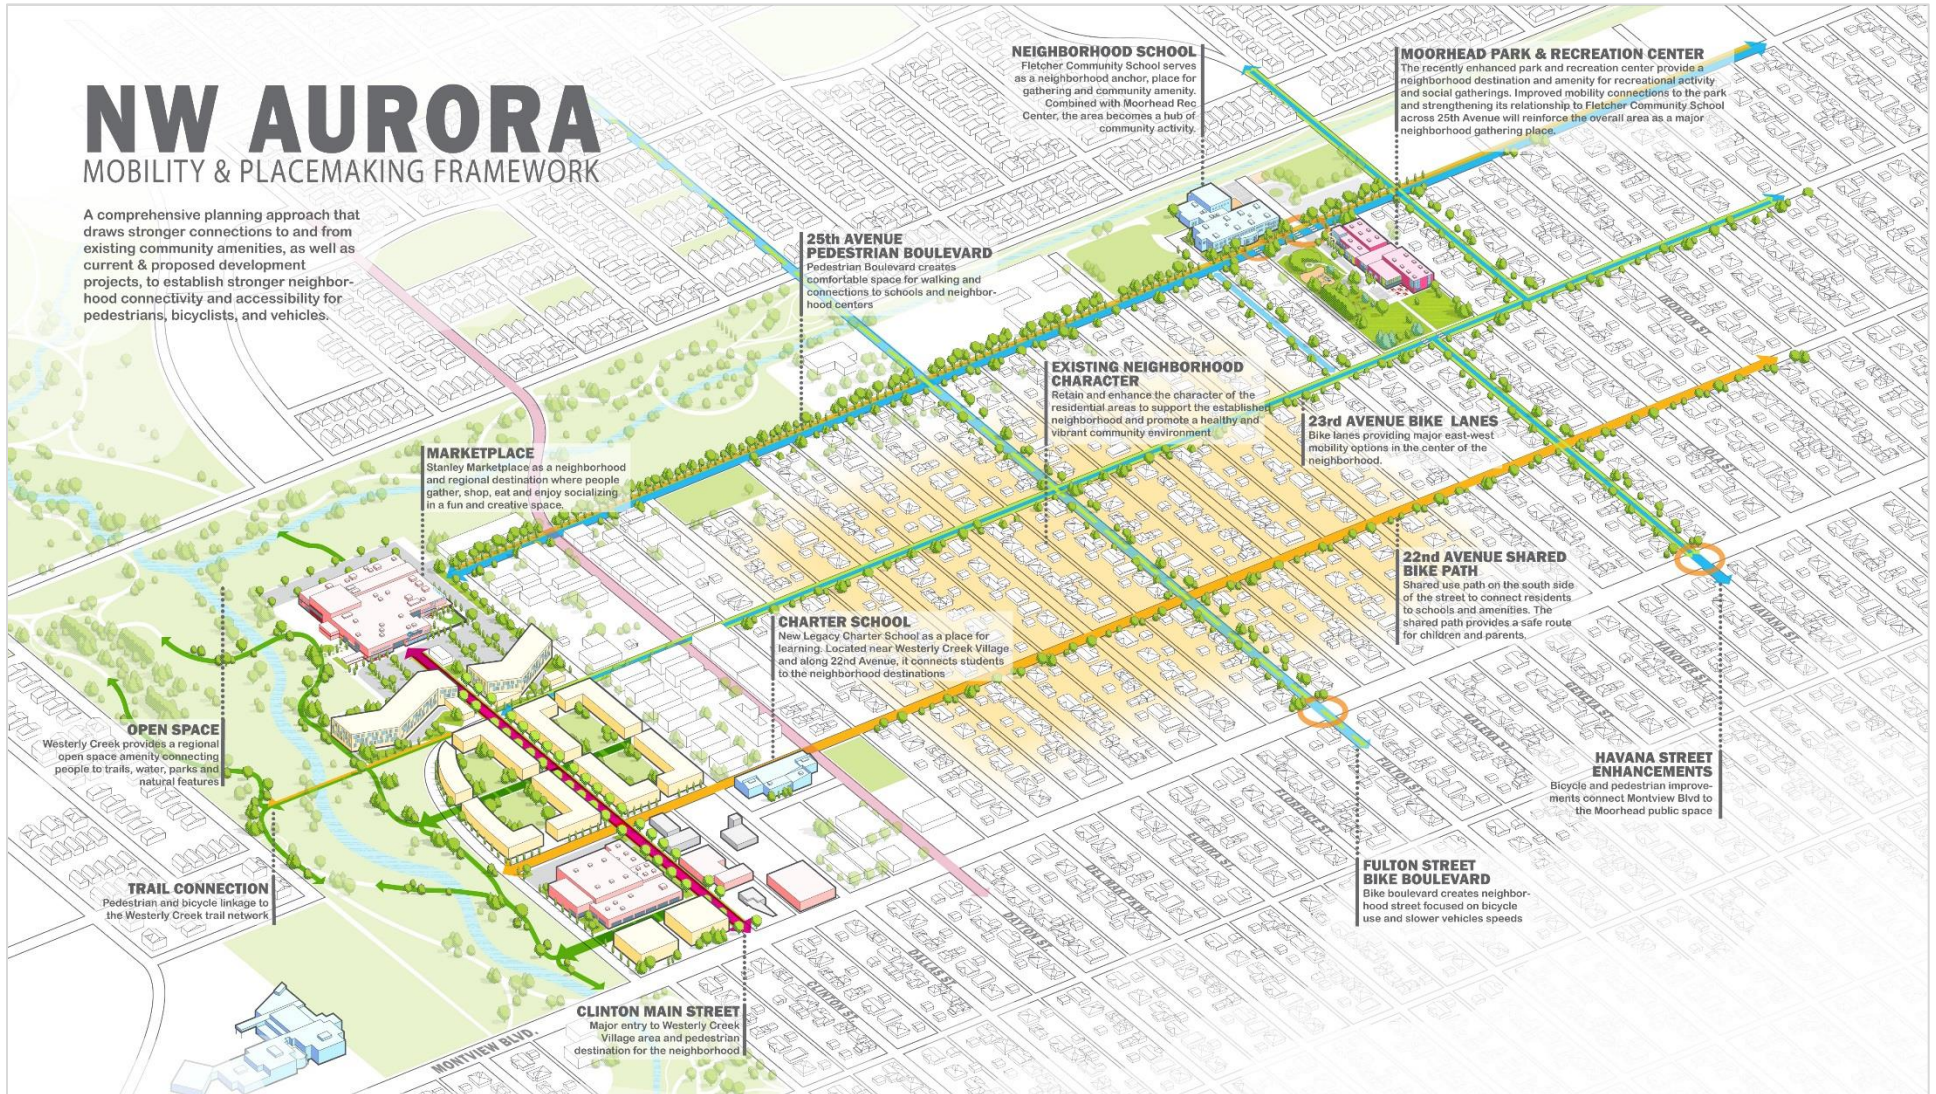 NW AURORA
MOBILITY & PLACEMAKING FRAMEWORK
A comprehensive planning approach that
draws stronger connections to and from
existing community amenities, as well as
current & proposed development
projects, to establish stronger neighbor-
hood connectivity and accessibility for
pedestrians, bicyclists, and vehicles.
NEIGHBORHOOD SCHOOL
Fletcher Community School serves
as a neighborhood anchor, place for
gathering and community amenity.
Combined with Moorhead Rec
Center, the area becomes a hub of
community activity.
MOORHEAD PARK & RECREATION CENTER
The recently enhanced park and recreation center provide a
neighborhood destination and amenity for recreational activity
and social gatherings. Improved mobility connections to the park
and strengthening its relationship to Fletcher Community School
across 25th Avenue will reinforce the overall area as a major
neighborhood gathering place.
25th AVENUE
PEDESTRIAN BOULEVARD
Pedestrian Boulevard creates
comfortable space for walking and
connections to schools and neighbor-
hood centers
EXISTING NEIGHBORHOOD
CHARACTER
Retain and enhance the character of the
residential areas to support the established
neighborhood and promote a healthy and
vibrant community environment
23rd AVENUE BIKE LANES
Bike lanes providing major east-west
mobility options in the center of the
neighborhood.
MARKETPLACE
Stanley Marketplace as a neighborhood
and regional destination where people
gather, shop, eat and enjoy socializing
in a fun and creative space.
22nd AVENUE SHARED
BIKE PATH
Shared use path on the south side
of the street to connect residents
to schools and amenities. The
shared path provides a safe route
for children and parents.
CHARTER SCHOOL
New Legacy Charter School as a place for
learning. Located near Westerly Creek Village
and along 22nd Avenue, it connects students
to the neighborhood destinations
OPEN SPACE
Westerly Creek provides a regional
open space amenity connecting
people to trails, water, parks and
natural features
HAVANA STREET
ENHANCEMENTS
Bicycle and pedestrian improve-
ments connect Montview Blvd to
the Moorhead public space
TRAIL CONNECTION
Pedestrian and bicycle linkage to
the Westerly Creek trail network
FULTON STREET
BIKE BOULEVARD
Bike boulevard creates neighbor-
hood street focused on bicycle
use and slower vehicles speeds
CLINTON MAIN STREET
Major entry to Westerly Creek
Village area and pedestrian
destination for the neighborhood
MONTVIEW BLVD.
CLINTON ST.
DALLAS ST.
DAYTON ST.
DEL MAR PKWY
ELMIRA ST.
FLORENCE ST.
FULTON ST.
GALENA ST.
GENEVA ST.
HANOVER ST.
HAVANA ST.
IOLA ST.
IRONTON ST.